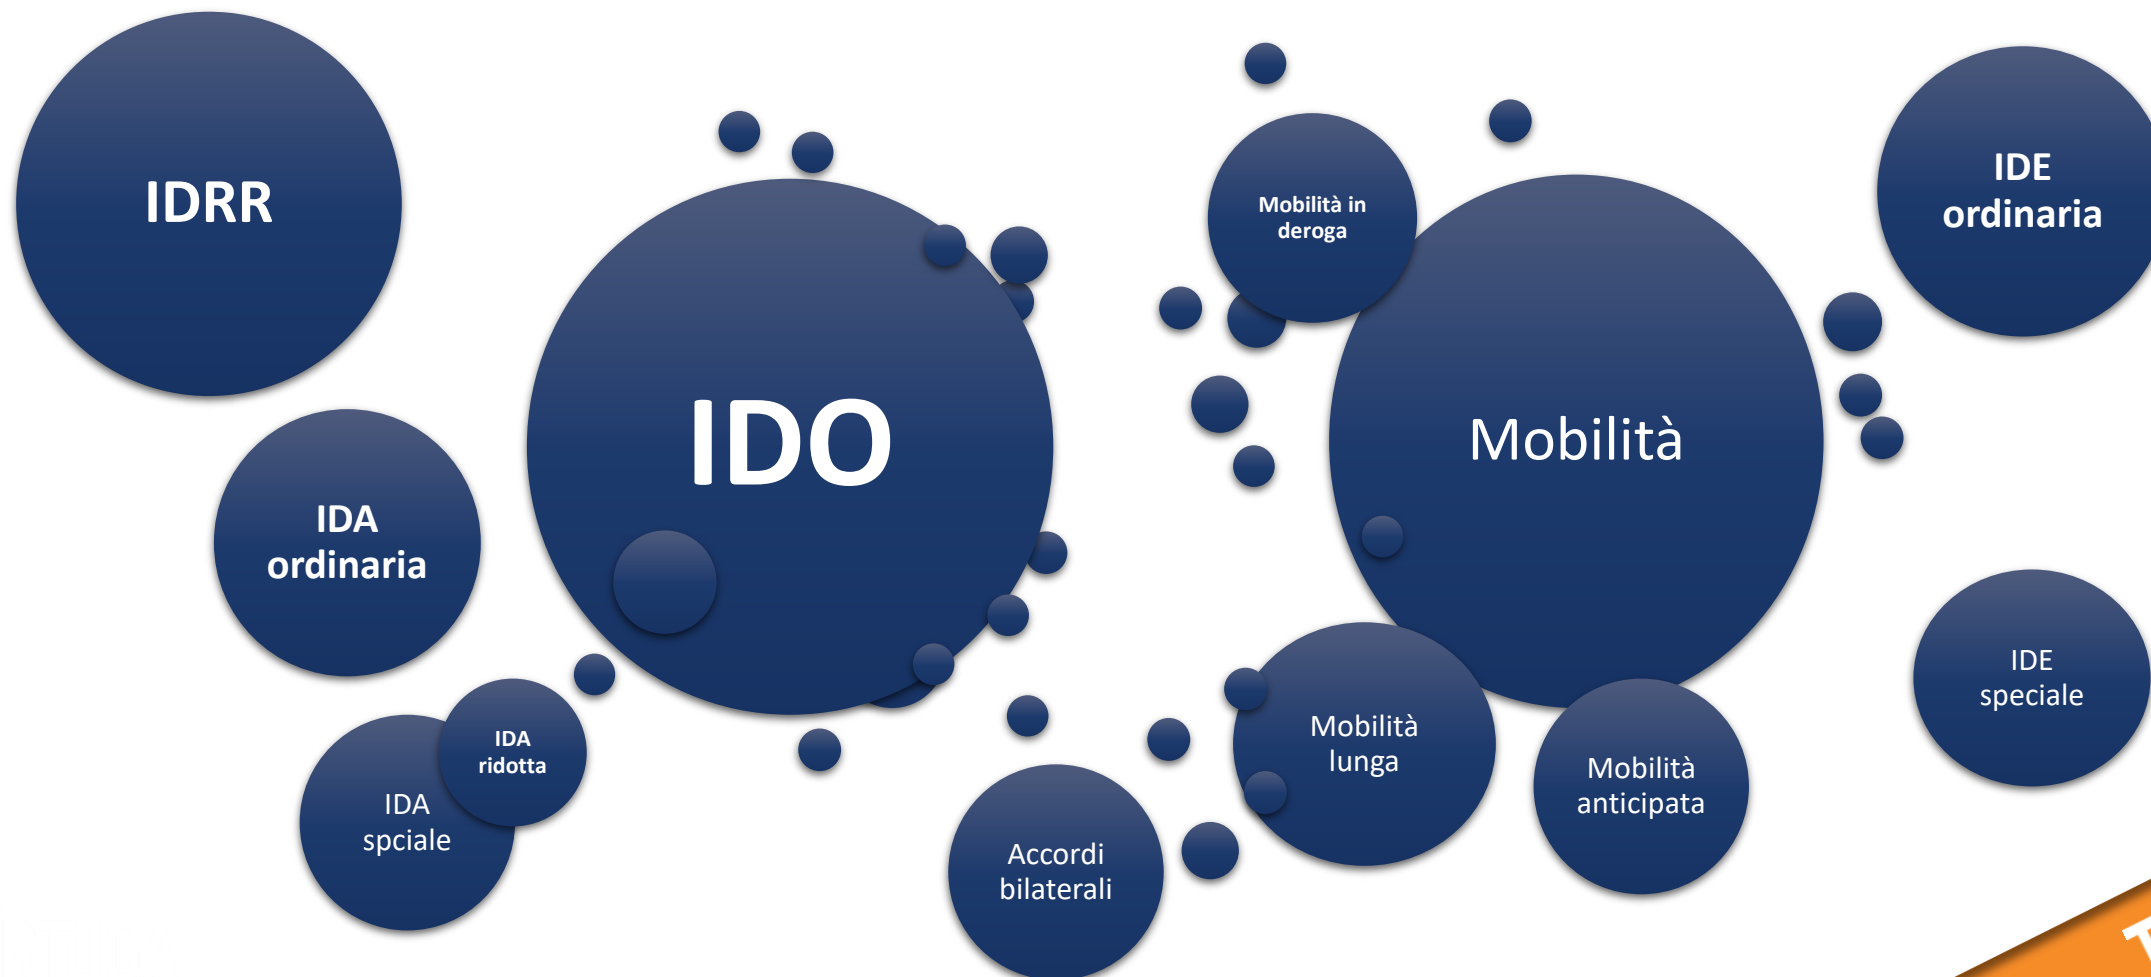 IDRR
IDO
IDA
ordinaria
IDA
ridotta
IDA
spciale
Mobilità in
deroga
Mobilità
Mobilità
lunga
Mobilità
anticipata
Accordi
bilaterali
IDE
ordinaria
IDE
speciale